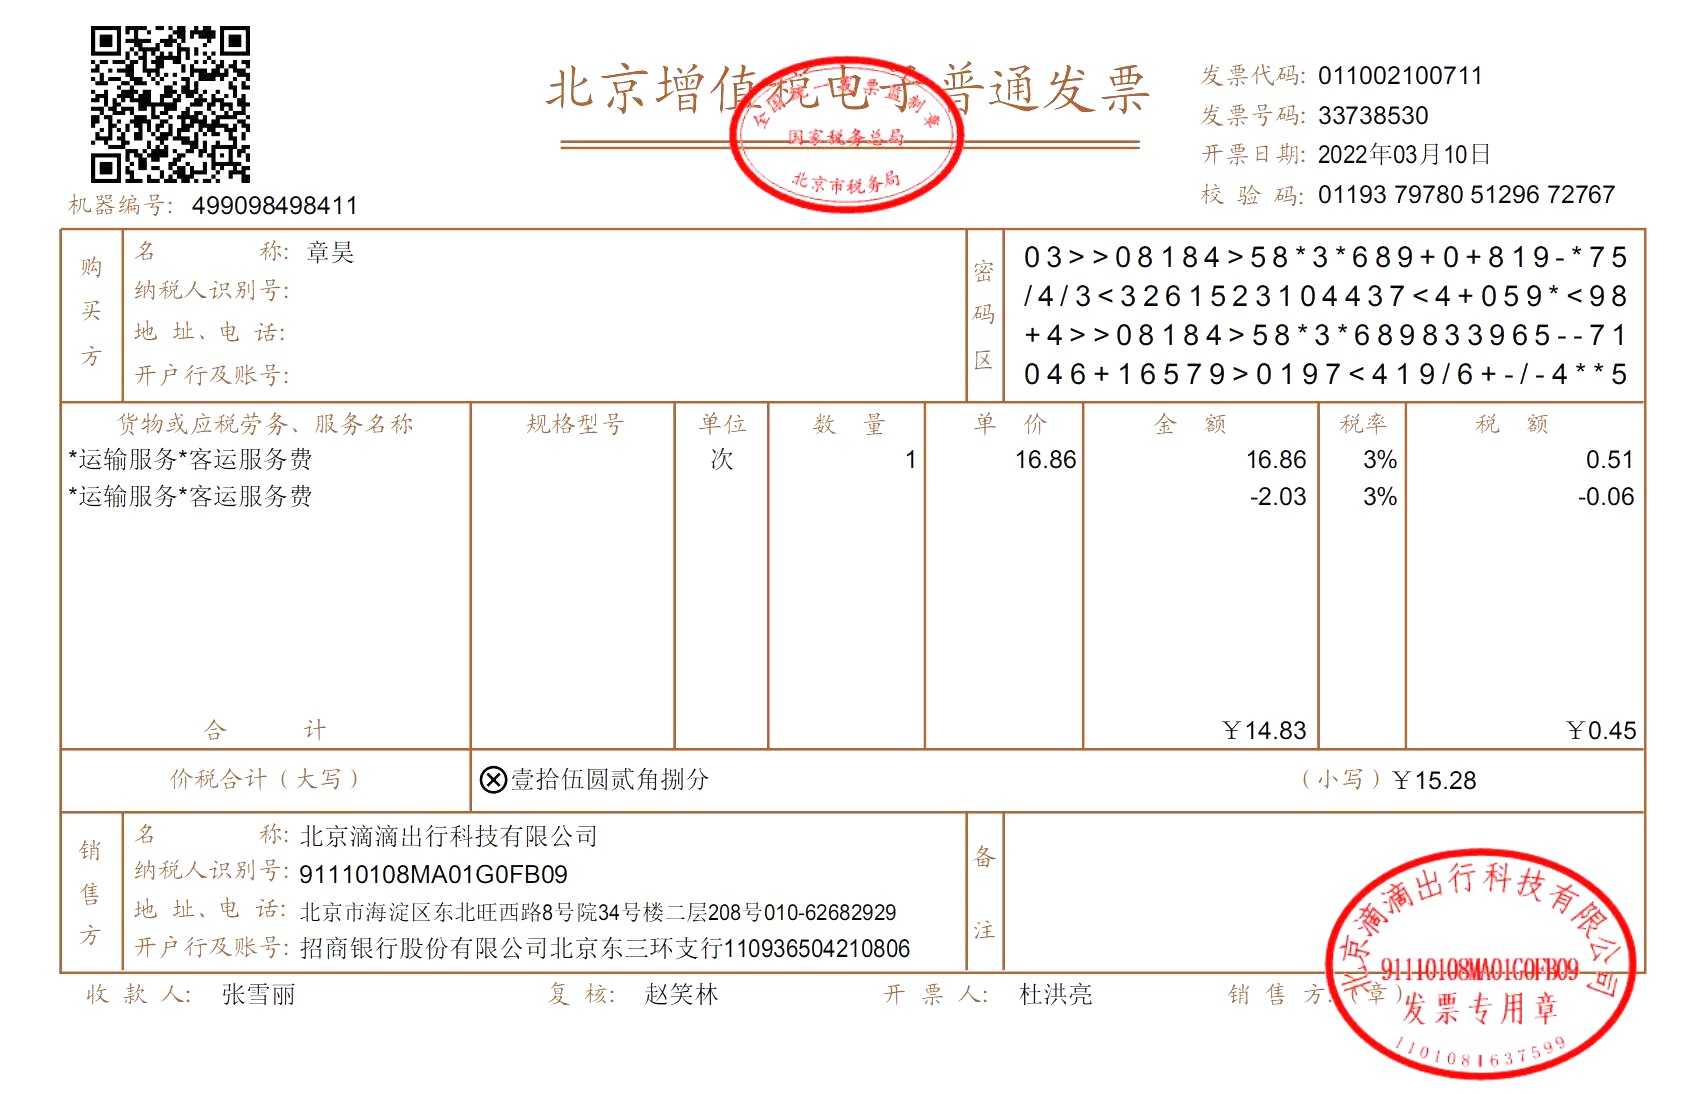 北京增值税电子普通发票
全国统一发票监制章
国家税务总局
北京市税务局
发票代码: 011002100711
发票号码: 33738530
开票日期: 2022年03月10日
校 验 码: 01193 79780 51296 72767
机器编号: 499098498411
购买方
名 称: 章昊
纳税人识别号:
地 址、电 话:
开户行及账号:
密码区
03>>08184>58*3*689+0+819-*75
/4/3<3261523104437<4+059*<98
+4>>08184>58*3*689833965--71
046+16579>0197<419/6+-/-4**5
货物或应税劳务、服务名称 规格型号 单位 数 量 单 价 金 额 税率 税 额
*运输服务*客运服务费 次 1 16.86 16.86 3% 0.51
*运输服务*客运服务费 -2.03 3% -0.06
合 计 ￥14.83 ￥0.45
价税合计（大写） ⊗壹拾伍圆贰角捌分 （小写）￥15.28
销售方
名 称: 北京滴滴出行科技有限公司
纳税人识别号: 91110108MA01G0FB09
地 址、电 话: 北京市海淀区东北旺西路8号院34号楼二层208号010-62682929
开户行及账号: 招商银行股份有限公司北京东三环支行110936504210806
备注
收 款 人: 张雪丽 复 核: 赵笑林 开 票 人: 杜洪亮 销 售 方:（章）
北京滴滴出行科技有限公司
91110108MA01G0FB09
发票专用章
1101081637599